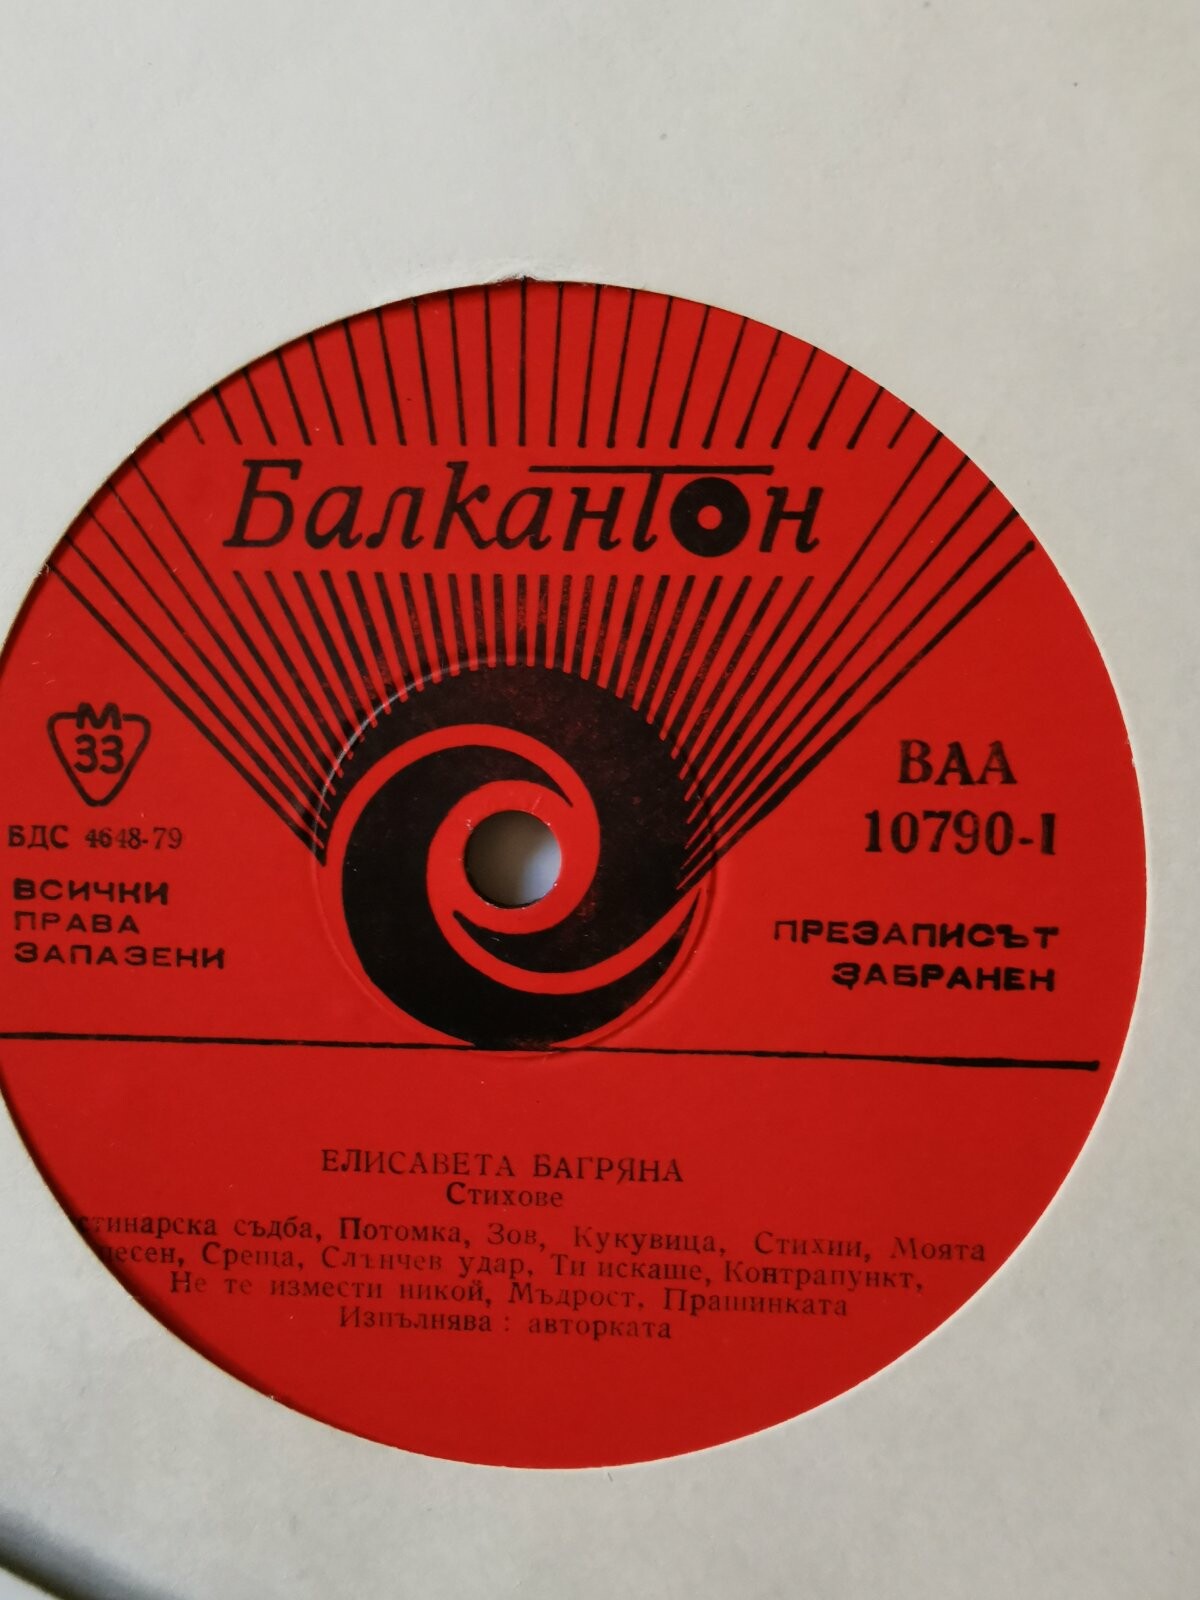 Балкантон
М
33
БДС 4648-79
ВСИЧКИ
ПРАВА
ЗАПАЗЕНИ
ВАА
10790-I
ПРЕЗАПИСЪТ
ЗАБРАНЕН
ЕЛИСАВЕТА БАГРЯНА
Стихове
стинарска съдба, Потомка, Зов, Кукувица, Стихии, Моята
песен, Среща, Слънчев удар, Ти искаше, Контрапункт,
Не те измести никой, Мъдрост, Прашинката
Изпълнява : авторката